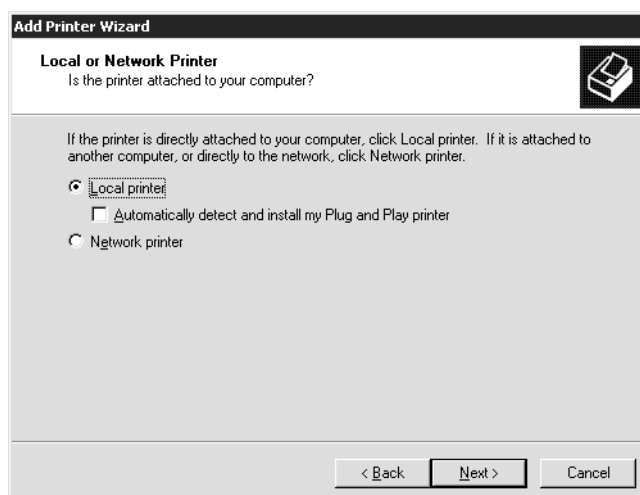 Add Printer Wizard
Local or Network Printer
Is the printer attached to your computer?
If the printer is directly attached to your computer, click Local printer. If it is attached to
another computer, or directly to the network, click Network printer.
Local printer
Automatically detect and install my Plug and Play printer
Network printer
< Back
Next >
Cancel